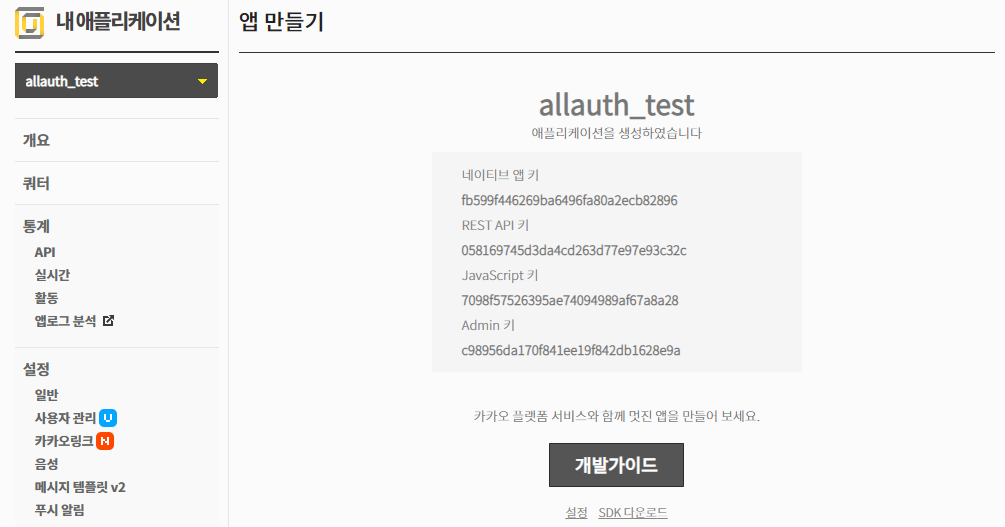 내 애플리케이션
allauth_test
개요
쿼터
통계
API
실시간
활동
앱로그 분석
설정
일반
사용자 관리 U
카카오링크 N
음성
메시지 템플릿 v2
푸시 알림
앱 만들기
allauth_test
애플리케이션을 생성하였습니다
네이티브 앱 키
fb599f446269ba6496fa80a2ecb82896
REST API 키
058169745d3da4cd263d77e97e93c32c
JavaScript 키
7098f57526395ae74094989af67a8a28
Admin 키
c98956da170f841ee19f842db1628e9a
카카오 플랫폼 서비스와 함께 멋진 앱을 만들어 보세요.
개발가이드
설정 SDK 다운로드